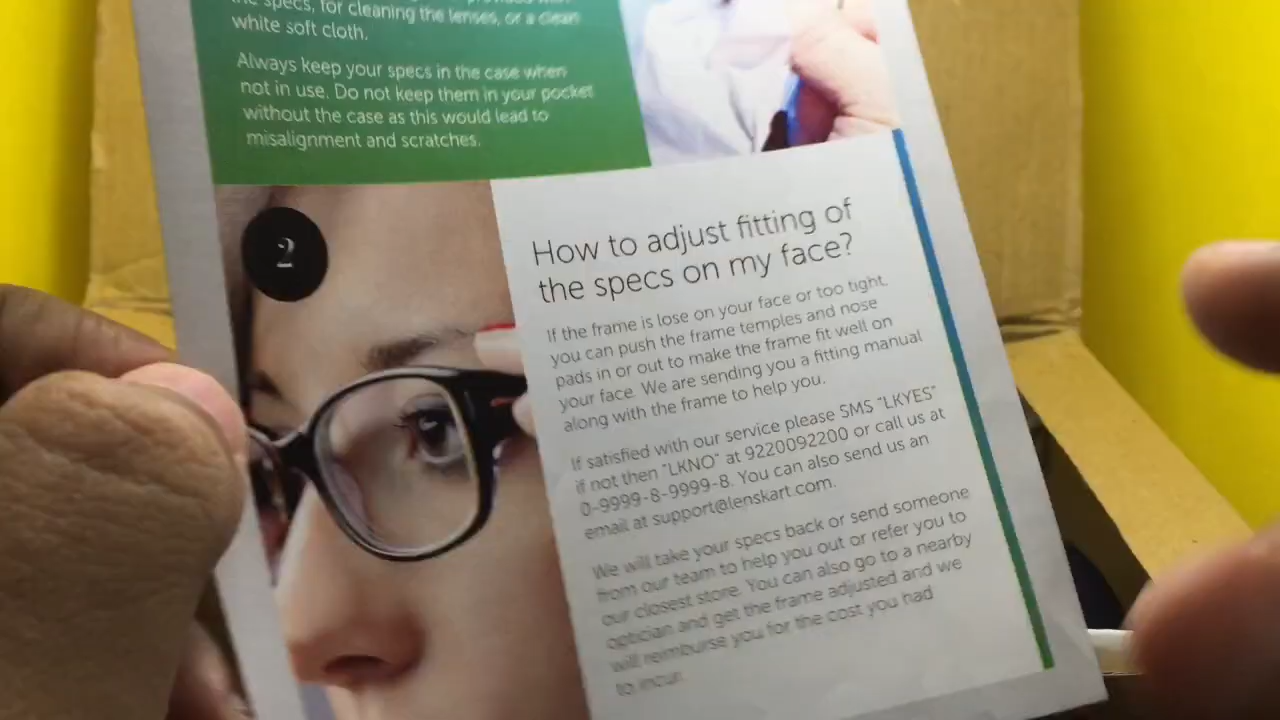 the specs, for cleaning the lenses, or a clean
white soft cloth.
Always keep your specs in the case when
not in use. Do not keep them in your pocket
without the case as this would lead to
misalignment and scratches.
2
How to adjust fitting of
the specs on my face?
If the frame is lose on your face or too tight,
you can push the frame temples and nose
pads in or out to make the frame fit well on
your face. We are sending you a fitting manual
along with the frame to help you.
If satisfied with our service please SMS "LKYES"
if not then "LKNO" at 9220092200 or call us at
0-9999-8-9999-8. You can also send us an
email at support@lenskart.com.
We will take your specs back or send someone
from our team to help you out or refer you to
our closest store. You can also go to a nearby
optician and get the frame adjusted and we
will reimburse you for the cost you had
to incur.